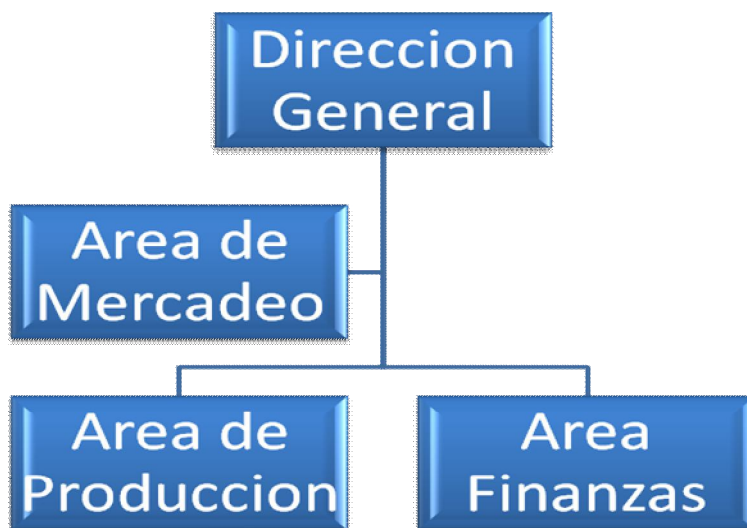 Direccion
General
Area de
Mercadeo
Area de
Produccion
Area
Finanzas